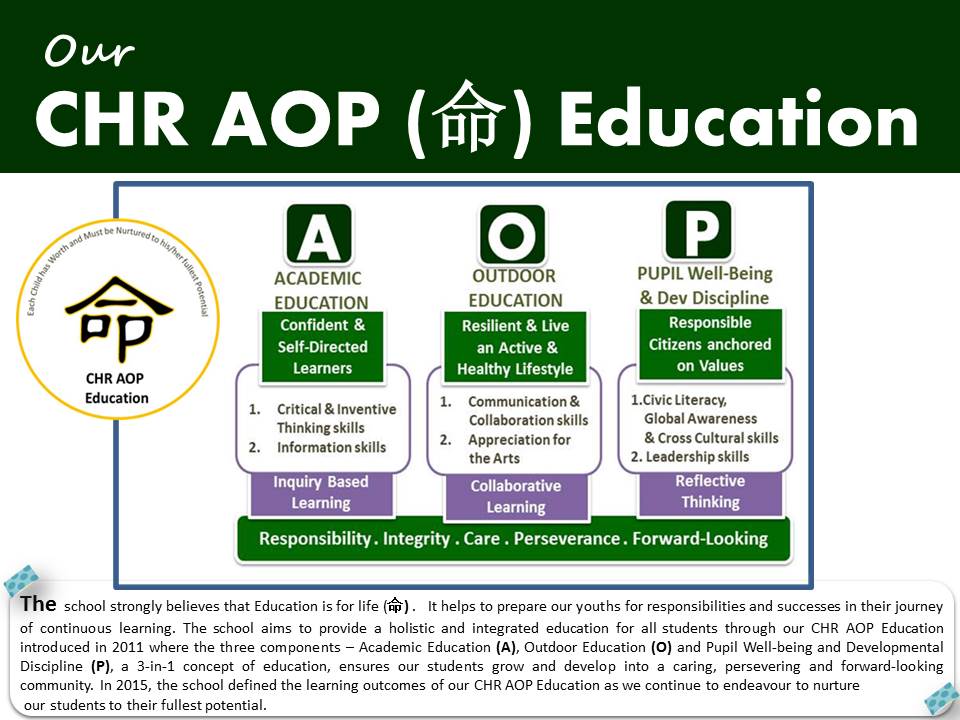 Our
CHR AOP (命) Education
Each Child has Worth and Must be Nurtured to his/her fullest Potential
命
CHR AOP
Education
A
ACADEMIC
EDUCATION
Confident &
Self-Directed
Learners
1. Critical & Inventive
Thinking skills
2. Information skills
Inquiry Based
Learning
O
OUTDOOR
EDUCATION
Resilient & Live
an Active &
Healthy Lifestyle
1. Communication &
Collaboration skills
2. Appreciation for
the Arts
Collaborative
Learning
P
PUPIL Well-Being
& Dev Discipline
Responsible
Citizens anchored
on Values
1.Civic Literacy,
Global Awareness
& Cross Cultural skills
2. Leadership skills
Reflective
Thinking
Responsibility . Integrity . Care . Perseverance . Forward-Looking
The school strongly believes that Education is for life (命) . It helps to prepare our youths for responsibilities and successes in their journey
of continuous learning. The school aims to provide a holistic and integrated education for all students through our CHR AOP Education
introduced in 2011 where the three components – Academic Education (A), Outdoor Education (O) and Pupil Well-being and Developmental
Discipline (P), a 3-in-1 concept of education, ensures our students grow and develop into a caring, persevering and forward-looking
community. In 2015, the school defined the learning outcomes of our CHR AOP Education as we continue to endeavour to nurture
our students to their fullest potential.